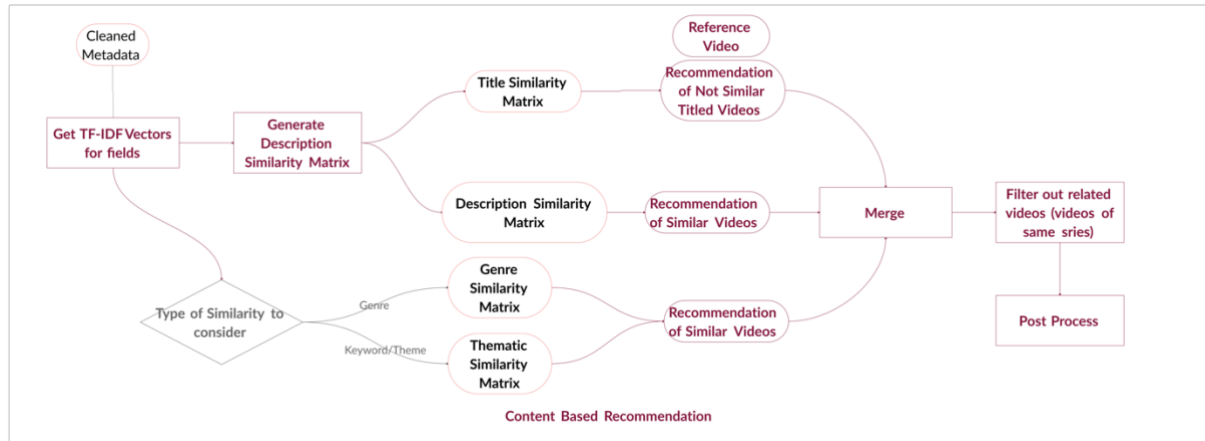 Cleaned
Metadata
Get TF-IDF Vectors
for fields
Generate
Description
Similarity Matrix
Title Similarity
Matrix
Reference
Video
Recommendation
of Not Similar
Titled Videos
Description Similarity
Matrix
Recommendation
of Similar Videos
Merge
Filter out related
videos (videos of
same sries)
Type of Similarity to
consider
Genre
Keyword/Theme
Genre
Similarity
Matrix
Thematic
Similarity
Matrix
Recommendation
of Similar Videos
Post Process
Content Based Recommendation